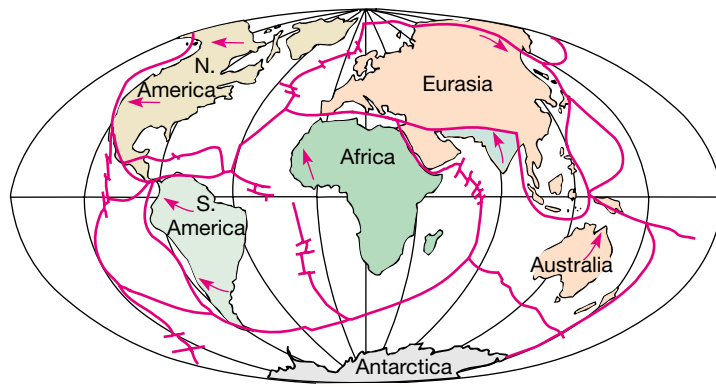 N.
America
Eurasia
Africa
S.
America
Australia
Antarctica